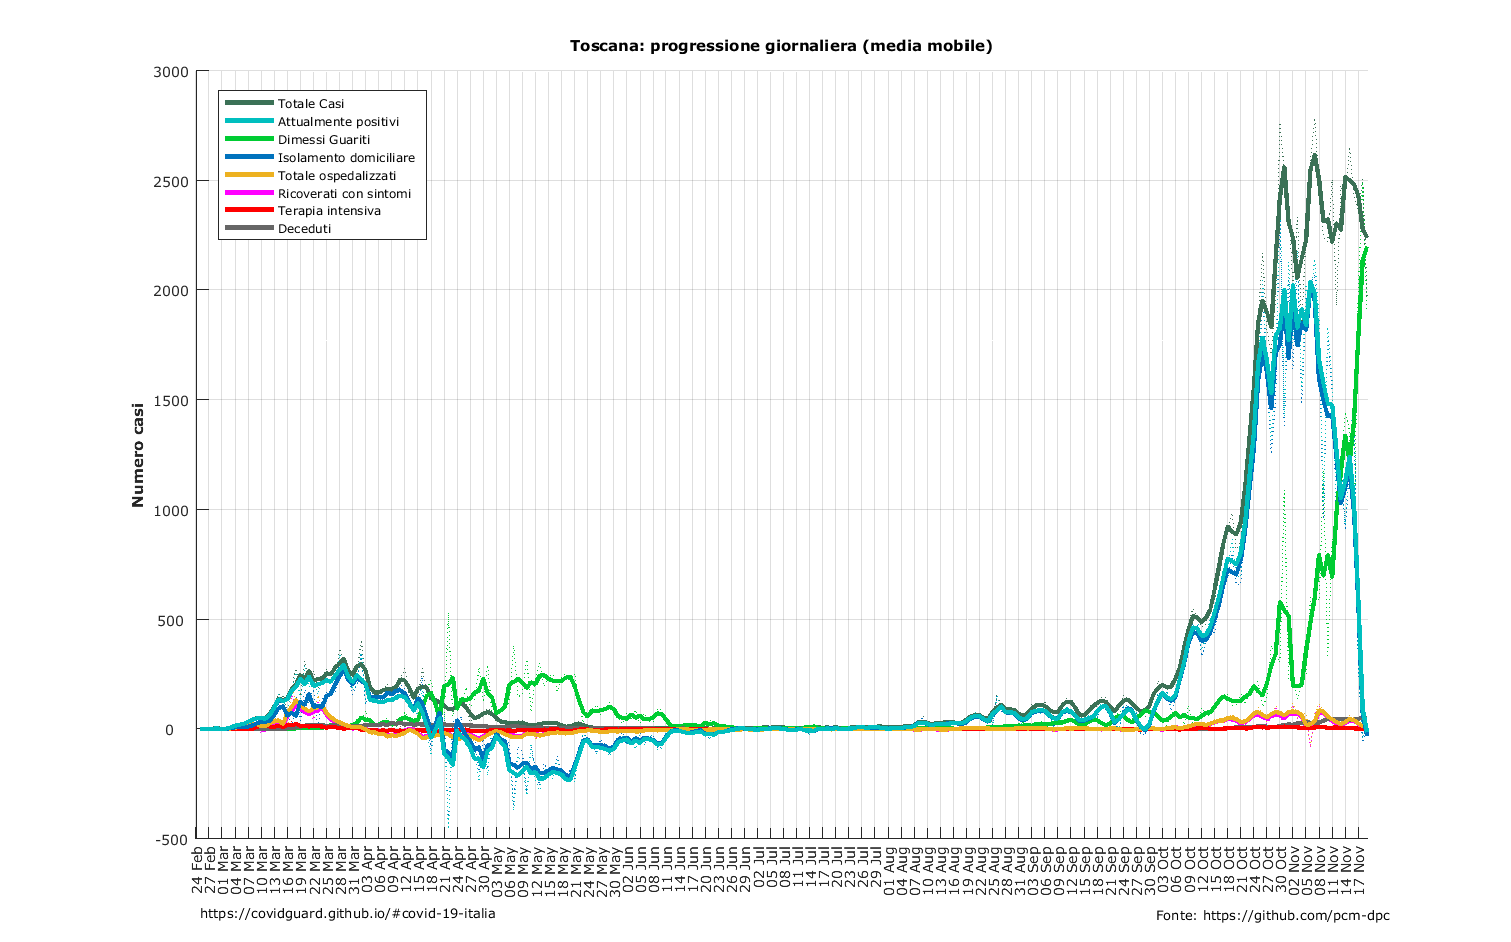 Toscana: progressione giornaliera (media mobile)
3000
2500
2000
1500
1000
500
0
-500
Numero casi
Totale Casi
Attualmente positivi
Dimessi Guariti
Isolamento domiciliare
Totale ospedalizzati
Ricoverati con sintomi
Terapia intensiva
Deceduti
24 Feb
27 Feb
01 Mar
04 Mar
07 Mar
10 Mar
13 Mar
16 Mar
19 Mar
22 Mar
25 Mar
28 Mar
31 Mar
03 Apr
06 Apr
09 Apr
12 Apr
15 Apr
18 Apr
21 Apr
24 Apr
27 Apr
30 Apr
03 May
06 May
09 May
12 May
15 May
18 May
21 May
24 May
27 May
30 May
02 Jun
05 Jun
08 Jun
11 Jun
14 Jun
17 Jun
20 Jun
23 Jun
26 Jun
29 Jun
02 Jul
05 Jul
08 Jul
11 Jul
14 Jul
17 Jul
20 Jul
23 Jul
26 Jul
29 Jul
01 Aug
04 Aug
07 Aug
10 Aug
13 Aug
16 Aug
19 Aug
22 Aug
25 Aug
28 Aug
31 Aug
03 Sep
06 Sep
09 Sep
12 Sep
15 Sep
18 Sep
21 Sep
24 Sep
27 Sep
30 Sep
03 Oct
06 Oct
09 Oct
12 Oct
15 Oct
18 Oct
21 Oct
24 Oct
27 Oct
30 Oct
02 Nov
05 Nov
08 Nov
11 Nov
14 Nov
17 Nov
https://covidguard.github.io/#covid-19-italia
Fonte: https://github.com/pcm-dpc